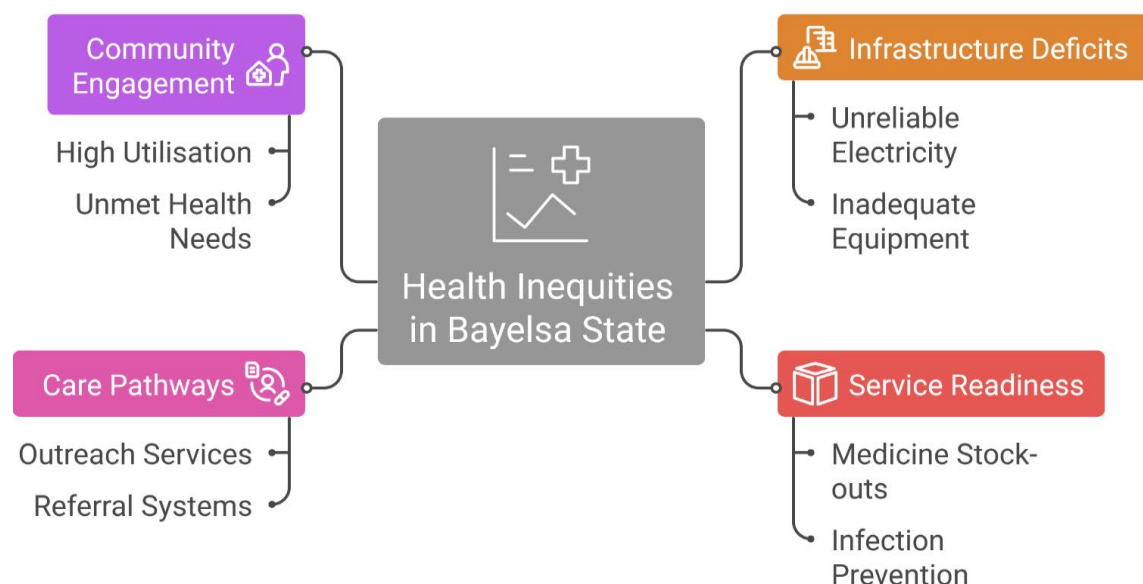 Community
Engagement
High Utilisation
Unmet Health
Needs
Infrastructure Deficits
Unreliable
Electricity
Inadequate
Equipment
Health Inequities
in Bayelsa State
Care Pathways
Outreach Services
Referral Systems
Service Readiness
Medicine Stock-
outs
Infection
Prevention